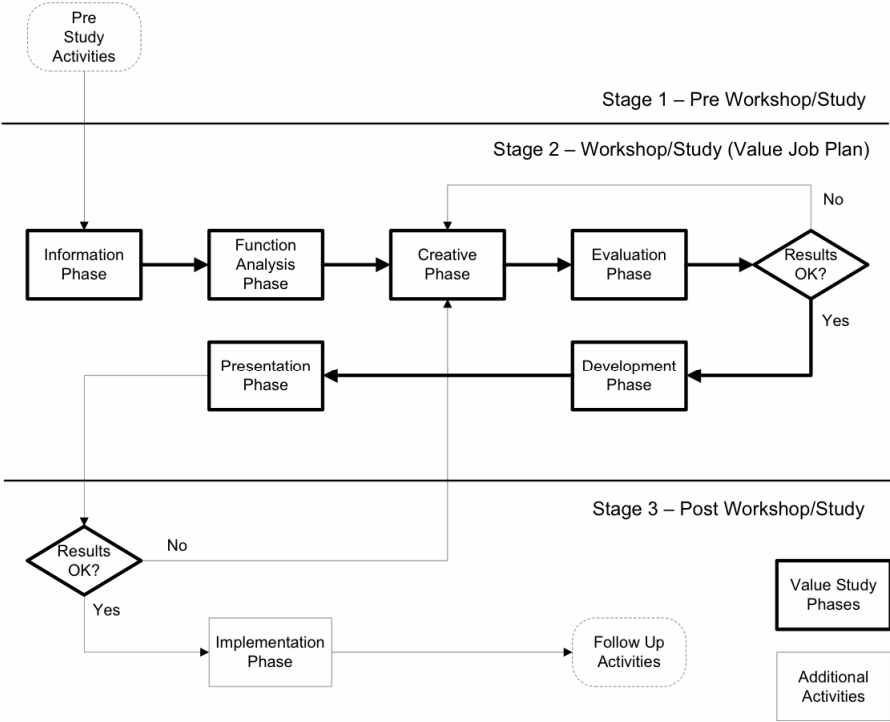 Pre
Study
Activities
Stage 1 – Pre Workshop/Study
Stage 2 – Workshop/Study (Value Job Plan)
No
Information
Phase
Function
Analysis
Phase
Creative
Phase
Evaluation
Phase
Results
OK?
Yes
Presentation
Phase
Development
Phase
Stage 3 – Post Workshop/Study
Results
OK?
No
Yes
Implementation
Phase
Follow Up
Activities
Value Study
Phases
Additional
Activities